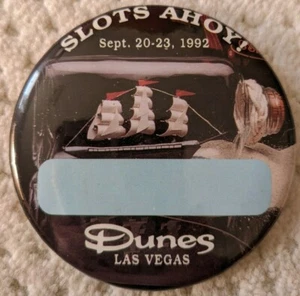 SLOTS AHOY!
Sept. 20-23, 1992
Dunes
LAS VEGAS